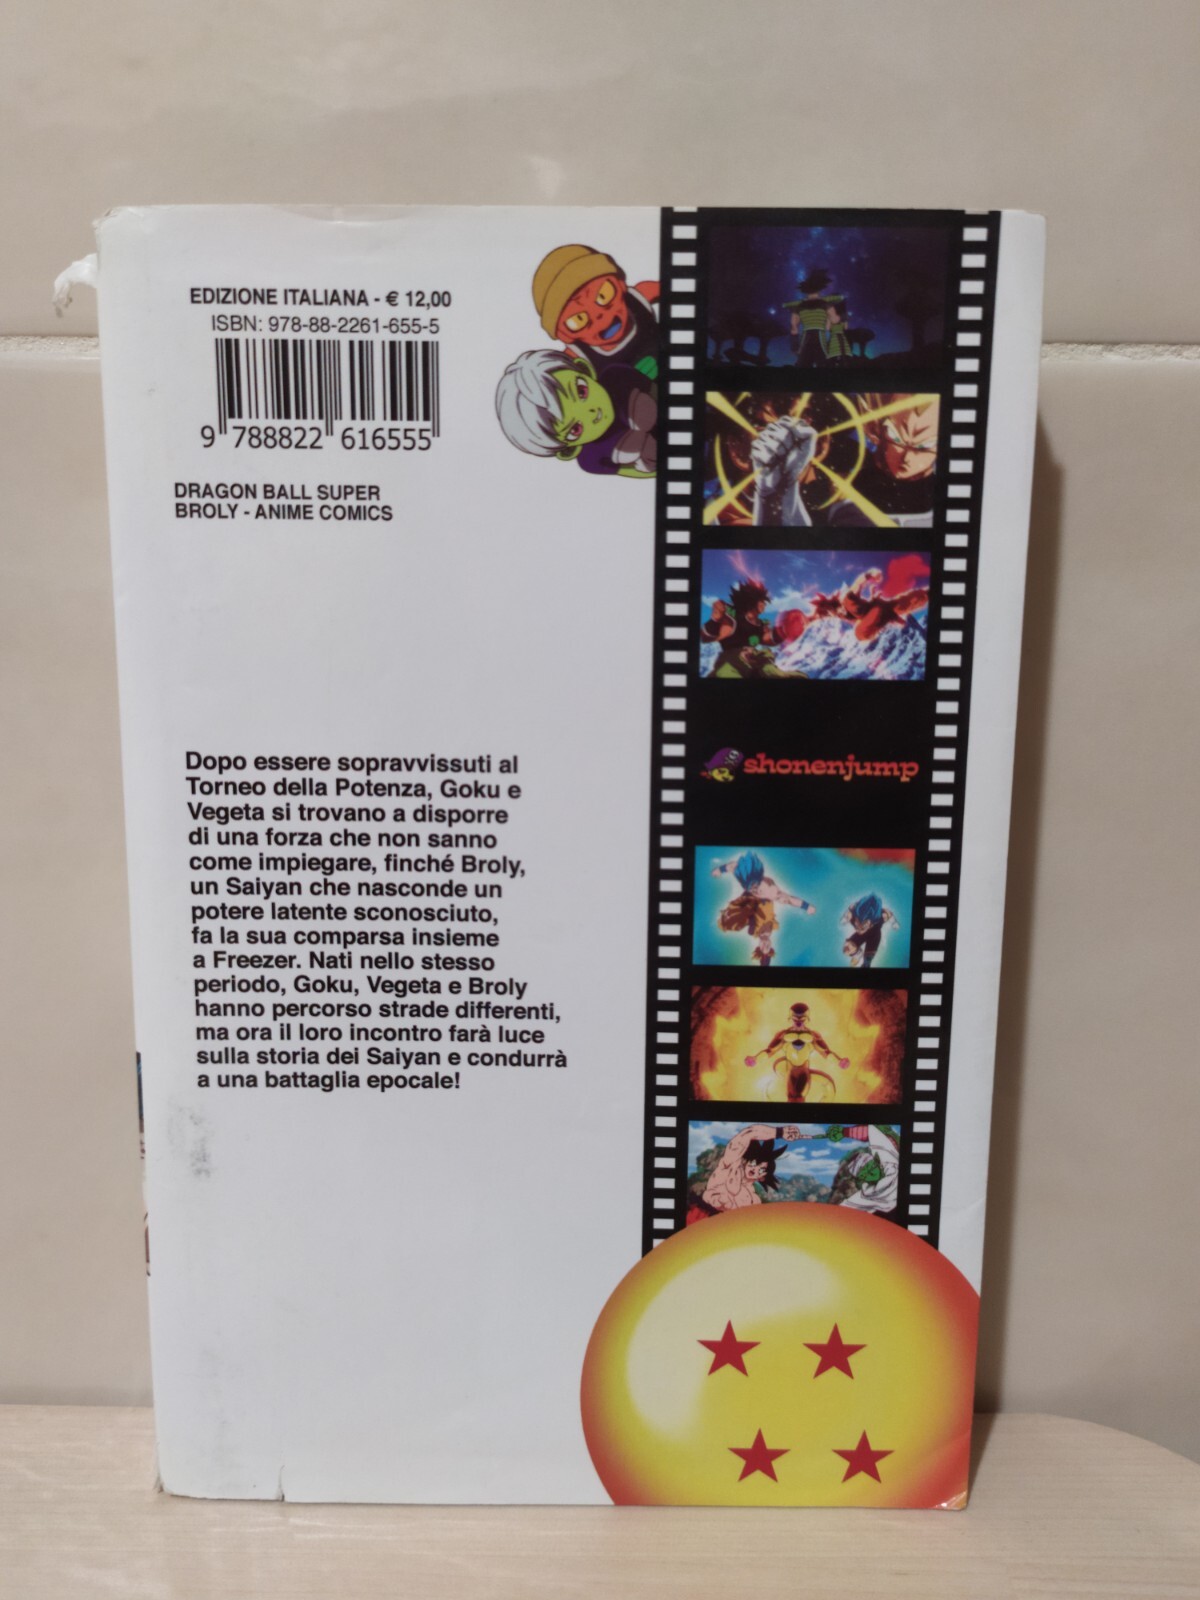 EDIZIONE ITALIANA - € 12,00
ISBN: 978-88-2261-655-5
9 788822 616555
DRAGON BALL SUPER
BROLY - ANIME COMICS
Dopo essere sopravvissuti al
Torneo della Potenza, Goku e
Vegeta si trovano a disporre
di una forza che non sanno
come impiegare, finché Broly,
un Saiyan che nasconde un
potere latente sconosciuto,
fa la sua comparsa insieme
a Freezer. Nati nello stesso
periodo, Goku, Vegeta e Broly
hanno percorso strade differenti,
ma ora il loro incontro farà luce
sulla storia dei Saiyan e condurrà
a una battaglia epocale!
shonenjump